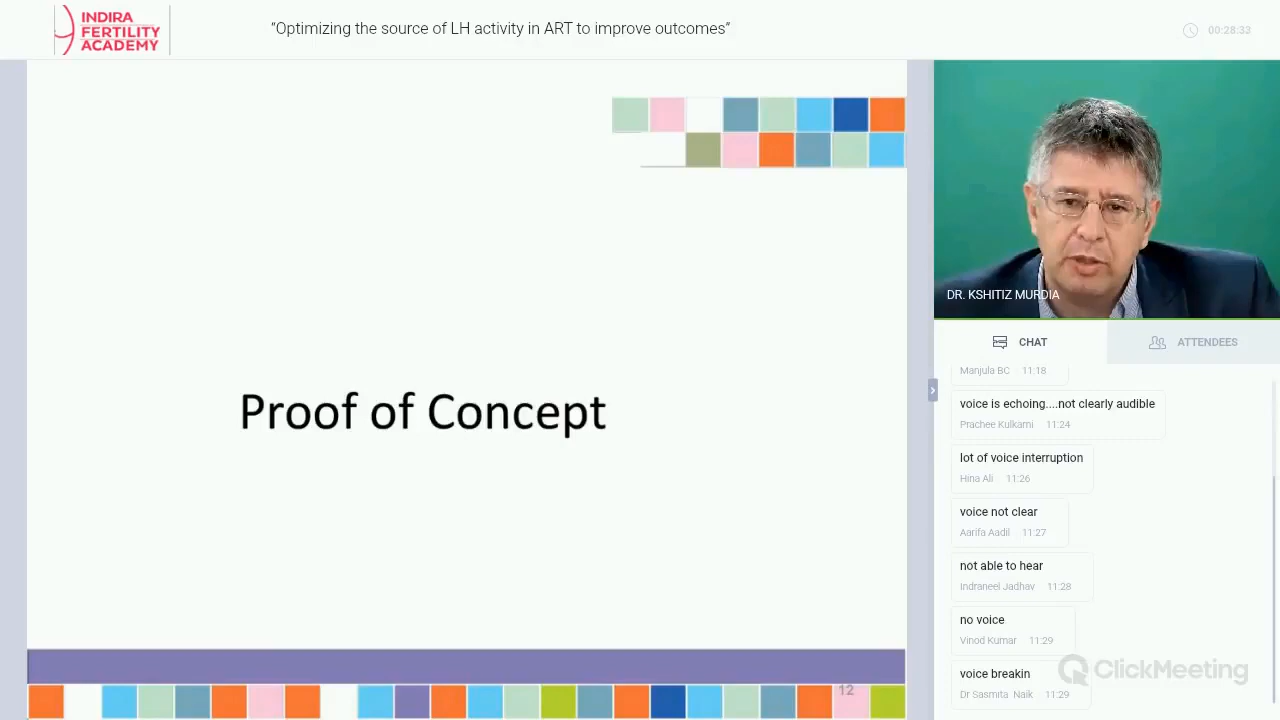 INDIRA
FERTILITY
ACADEMY
“Optimizing the source of LH activity in ART to improve outcomes”
00:28:33
Proof of Concept
12
DR. KSHITIZ MURDIA
CHAT
ATTENDEES
Manjula BC 11:18
voice is echoing....not clearly audible
Prachee Kulkarni 11:24
lot of voice interruption
Hina Ali 11:26
voice not clear
Aarifa Aadil 11:27
not able to hear
Indraneel Jadhav 11:28
no voice
Vinod Kumar 11:29
voice breakin
Dr Sasmita Naik 11:29
ClickMeeting